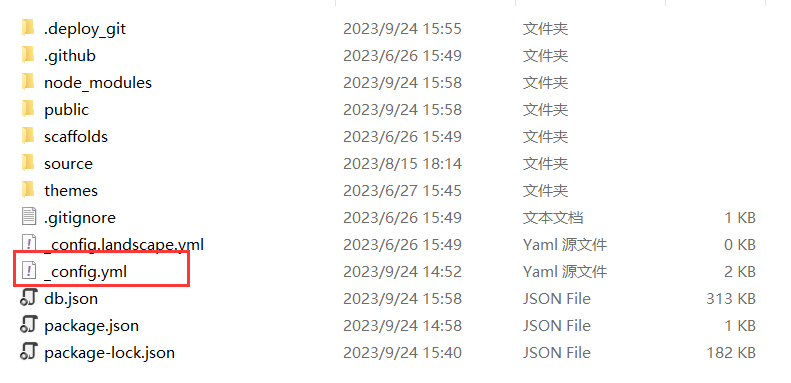 .deploy_git 2023/9/24 15:55 文件夹
.github 2023/6/26 15:49 文件夹
node_modules 2023/9/24 15:58 文件夹
public 2023/9/24 15:58 文件夹
scaffolds 2023/6/26 15:49 文件夹
source 2023/8/15 18:14 文件夹
themes 2023/6/27 15:45 文件夹
.gitignore 2023/6/26 15:49 文本文档 1 KB
_config.landscape.yml 2023/6/26 15:49 Yaml 源文件 0 KB
_config.yml 2023/9/24 14:52 Yaml 源文件 2 KB
db.json 2023/9/24 15:58 JSON File 313 KB
package.json 2023/9/24 14:58 JSON File 1 KB
package-lock.json 2023/9/24 15:40 JSON File 182 KB